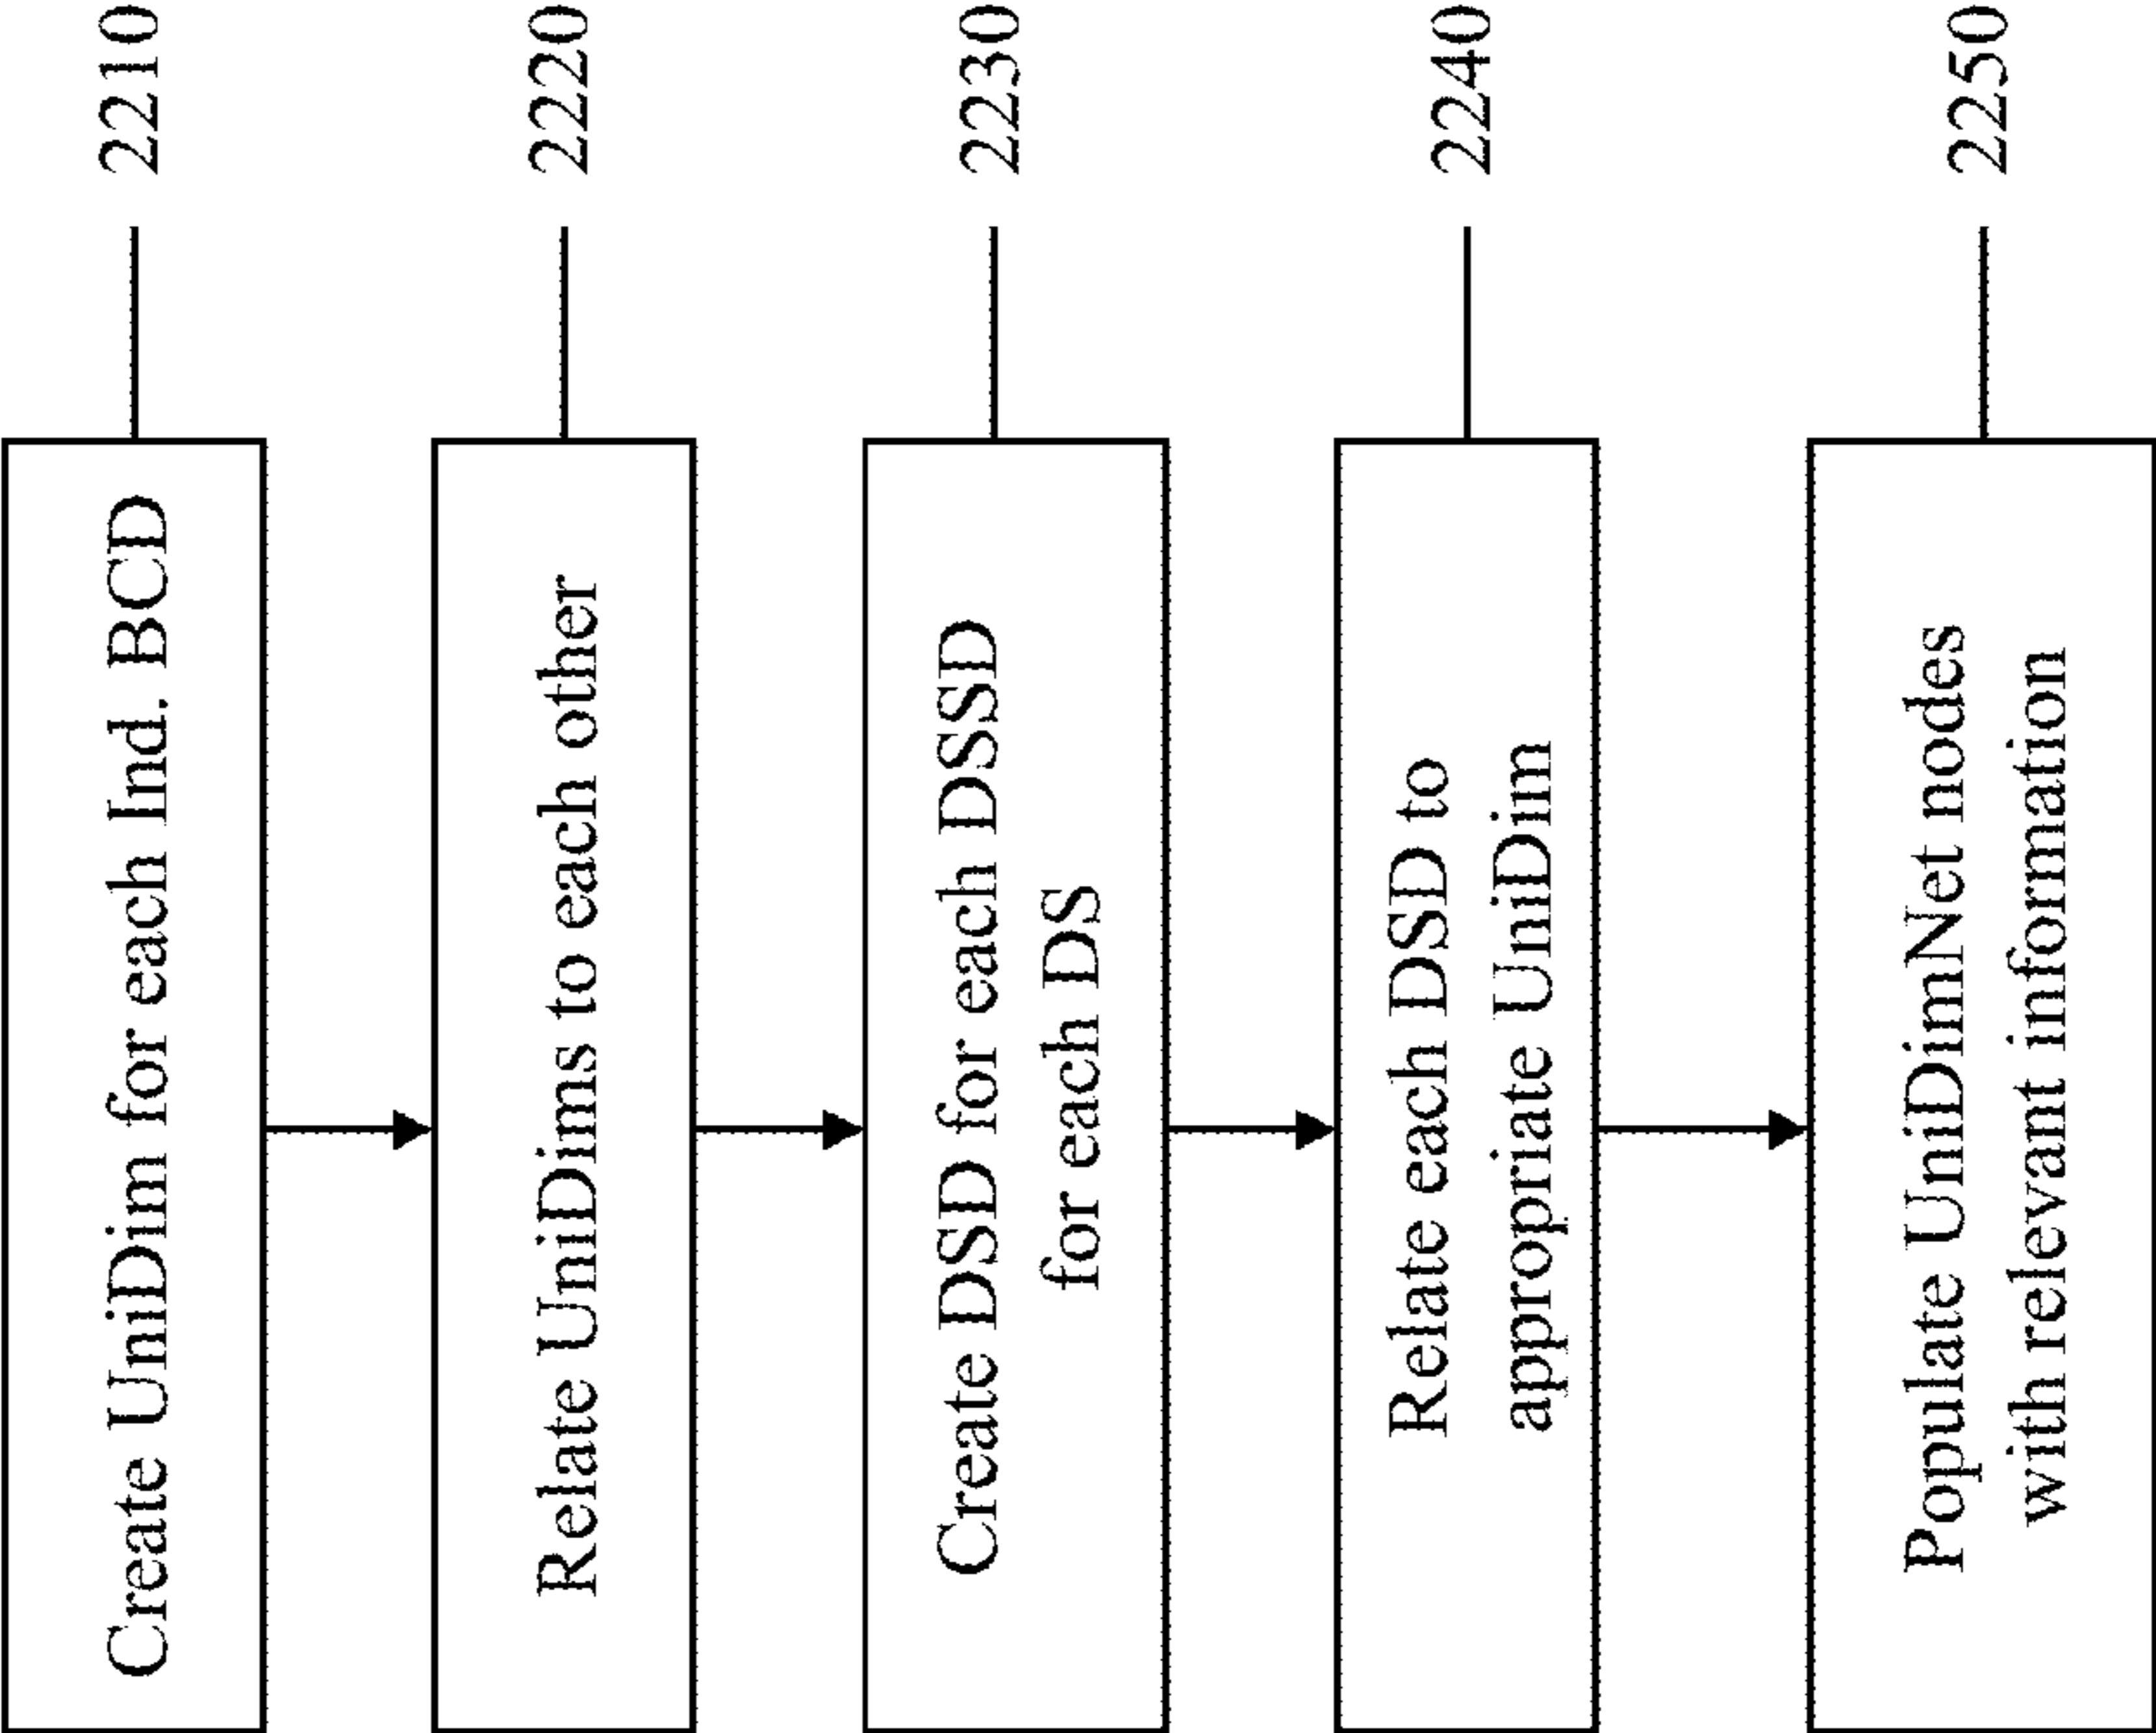 Create UniDim for each Ind. BCD
2210
Relate UniDims to each other
2220
Create DSD for each DSSD
for each DS
2230
Relate each DSD to
appropriate UniDim
2240
Populate UniDimNet nodes
with relevant information
2250